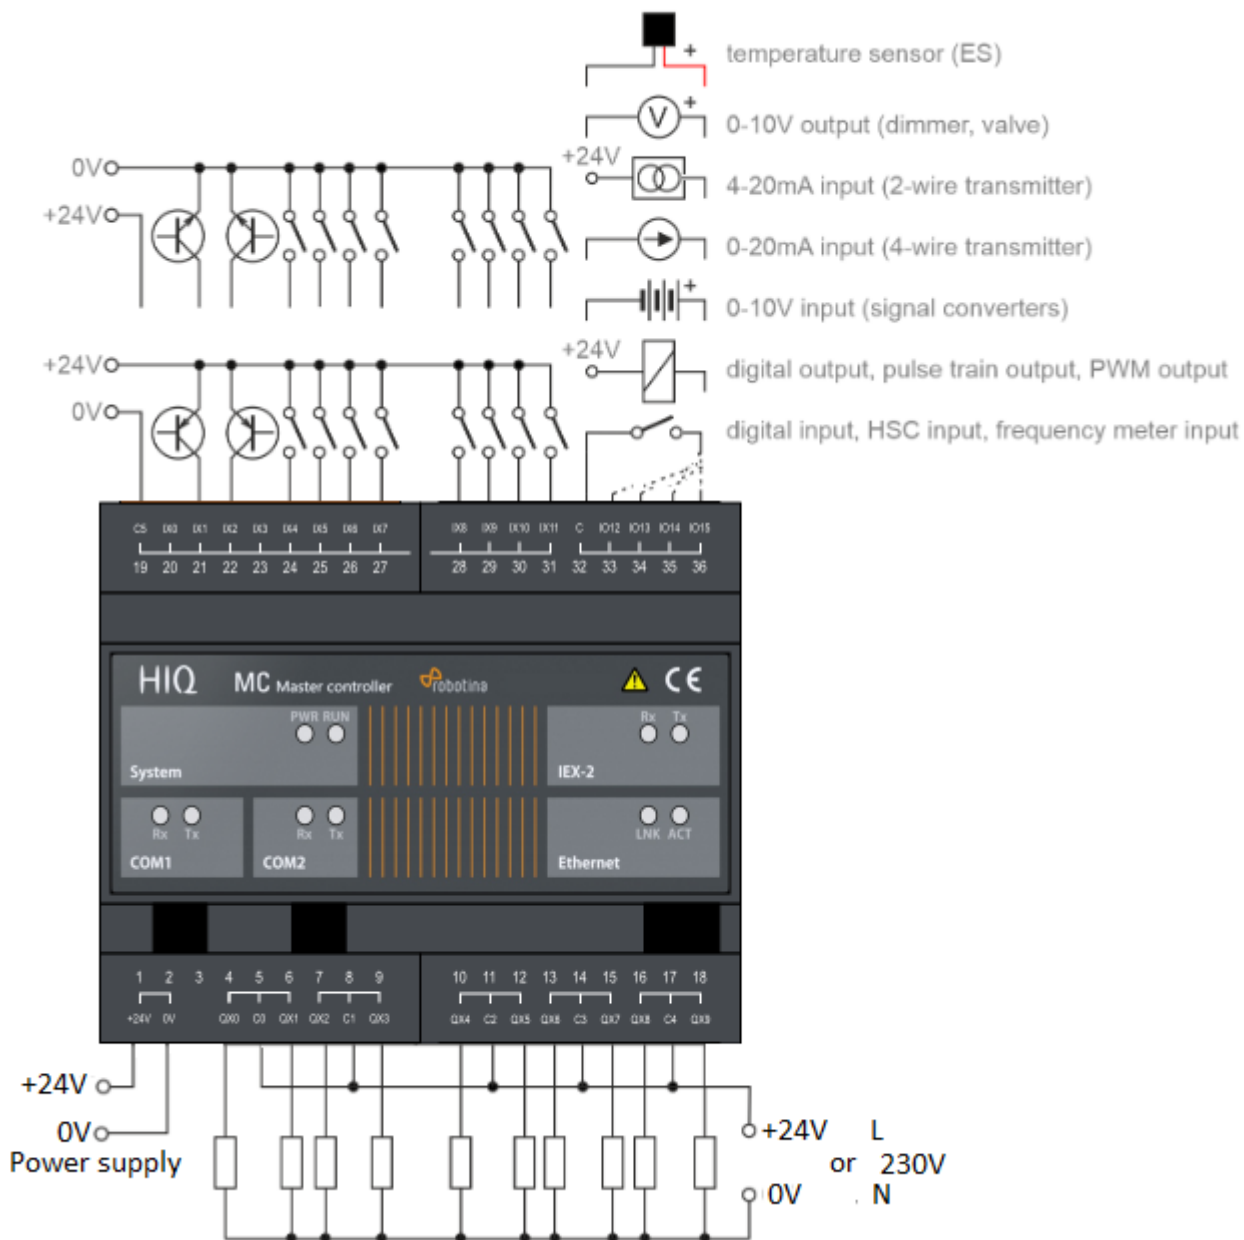 + temperature sensor (ES)
+ 0-10V output (dimmer, valve)
V
0V
+24V
4-20mA input (2-wire transmitter)
+24V
0-20mA input (4-wire transmitter)
+ 0-10V input (signal converters)
+24V
digital output, pulse train output, PWM output
+24V
0V
digital input, HSC input, frequency meter input
CS IX0 IX1 IX2 IX3 IX4 IX5 IX6 IX7 IX8 IX9 IX10 IX11 C IO12 IO13 IO14 IO15
19 20 21 22 23 24 25 26 27 28 29 30 31 32 33 34 35 36
HIQ MC Master controller robotina CE
PWR RUN
Rx Tx
System
IEX-2
Rx Tx
Rx Tx
LNK ACT
COM1
COM2
Ethernet
1 2 3 4 5 6 7 8 9 10 11 12 13 14 15 16 17 18
+24V 0V QX0 C0 QX1 QX2 C1 QX3 QX4 C2 QX5 QX6 C3 QX7 QX8 C4 QX9
+24V
0V
Power supply
+24V L
or 230V
0V . N